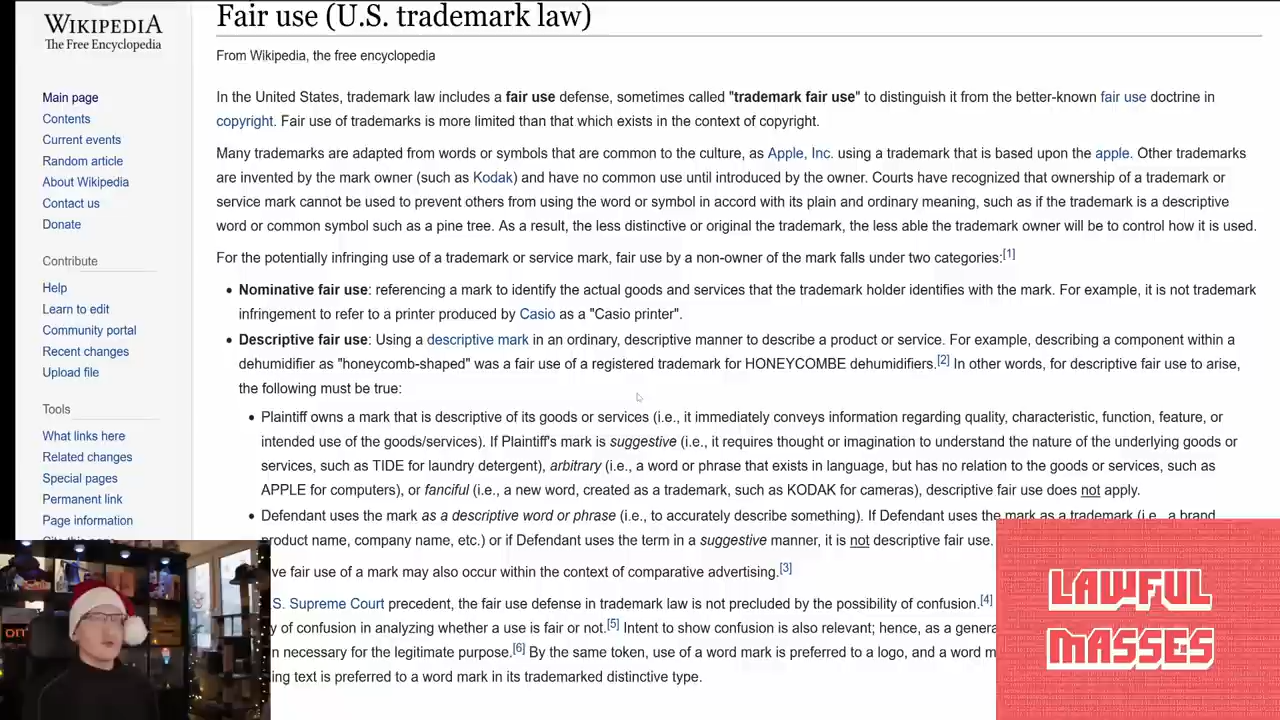 WIKIPEDIA
The Free Encyclopedia
Main page
Contents
Current events
Random article
About Wikipedia
Contact us
Donate
Contribute
Help
Learn to edit
Community portal
Recent changes
Upload file
Tools
What links here
Related changes
Special pages
Permanent link
Page information
Fair use (U.S. trademark law)
From Wikipedia, the free encyclopedia
In the United States, trademark law includes a fair use defense, sometimes called "trademark fair use" to distinguish it from the better-known fair use doctrine in
copyright. Fair use of trademarks is more limited than that which exists in the context of copyright.
Many trademarks are adapted from words or symbols that are common to the culture, as Apple, Inc. using a trademark that is based upon the apple. Other trademarks
are invented by the mark owner (such as Kodak) and have no common use until introduced by the owner. Courts have recognized that ownership of a trademark or
service mark cannot be used to prevent others from using the word or symbol in accord with its plain and ordinary meaning, such as if the trademark is a descriptive
word or common symbol such as a pine tree. As a result, the less distinctive or original the trademark, the less able the trademark owner will be to control how it is used.
For the potentially infringing use of a trademark or service mark, fair use by a non-owner of the mark falls under two categories:[1]
• Nominative fair use: referencing a mark to identify the actual goods and services that the trademark holder identifies with the mark. For example, it is not trademark
infringement to refer to a printer produced by Casio as a "Casio printer".
• Descriptive fair use: Using a descriptive mark in an ordinary, descriptive manner to describe a product or service. For example, describing a component within a
dehumidifier as "honeycomb-shaped" was a fair use of a registered trademark for HONEYCOMBE dehumidifiers.[2] In other words, for descriptive fair use to arise,
the following must be true:
• Plaintiff owns a mark that is descriptive of its goods or services (i.e., it immediately conveys information regarding quality, characteristic, function, feature, or
intended use of the goods/services). If Plaintiff's mark is suggestive (i.e., it requires thought or imagination to understand the nature of the underlying goods or
services, such as TIDE for laundry detergent), arbitrary (i.e., a word or phrase that exists in language, but has no relation to the goods or services, such as
APPLE for computers), or fanciful (i.e., a new word, created as a trademark, such as KODAK for cameras), descriptive fair use does not apply.
• Defendant uses the mark as a descriptive word or phrase (i.e., to accurately describe something). If Defendant uses the mark as a trademark (i.e., a brand
product name, company name, etc.) or if Defendant uses the term in a suggestive manner, it is not descriptive fair use.
mark may also occur within the context of comparative advertising.[3]
S. Supreme Court precedent, the fair use defense in trademark law is not precluded by the possibility of confusion.[4]
y of confusion in analyzing whether a use is fair or not.[5] Intent to show confusion is also relevant; hence, as a genera
for the legitimate purpose.[6] By the same token, use of a word mark is preferred to a logo, and a word m
ing text is preferred to a word mark in its trademarked distinctive type.
on
LAWFUL
MASSES